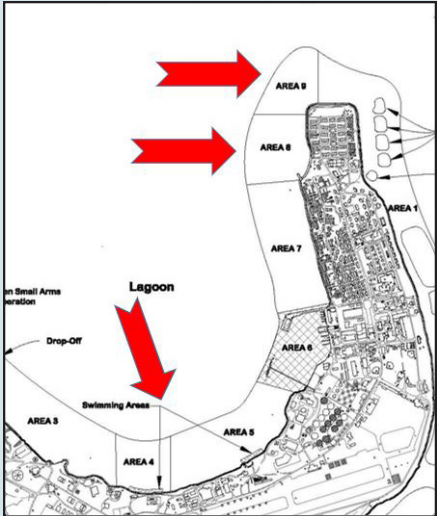 AREA 9
AREA 8
AREA 1
AREA 7
Lagoon
en Small Arms
peration
Drop-Off
AREA 6
Swimming Areas
AREA 3
AREA 5
AREA 4